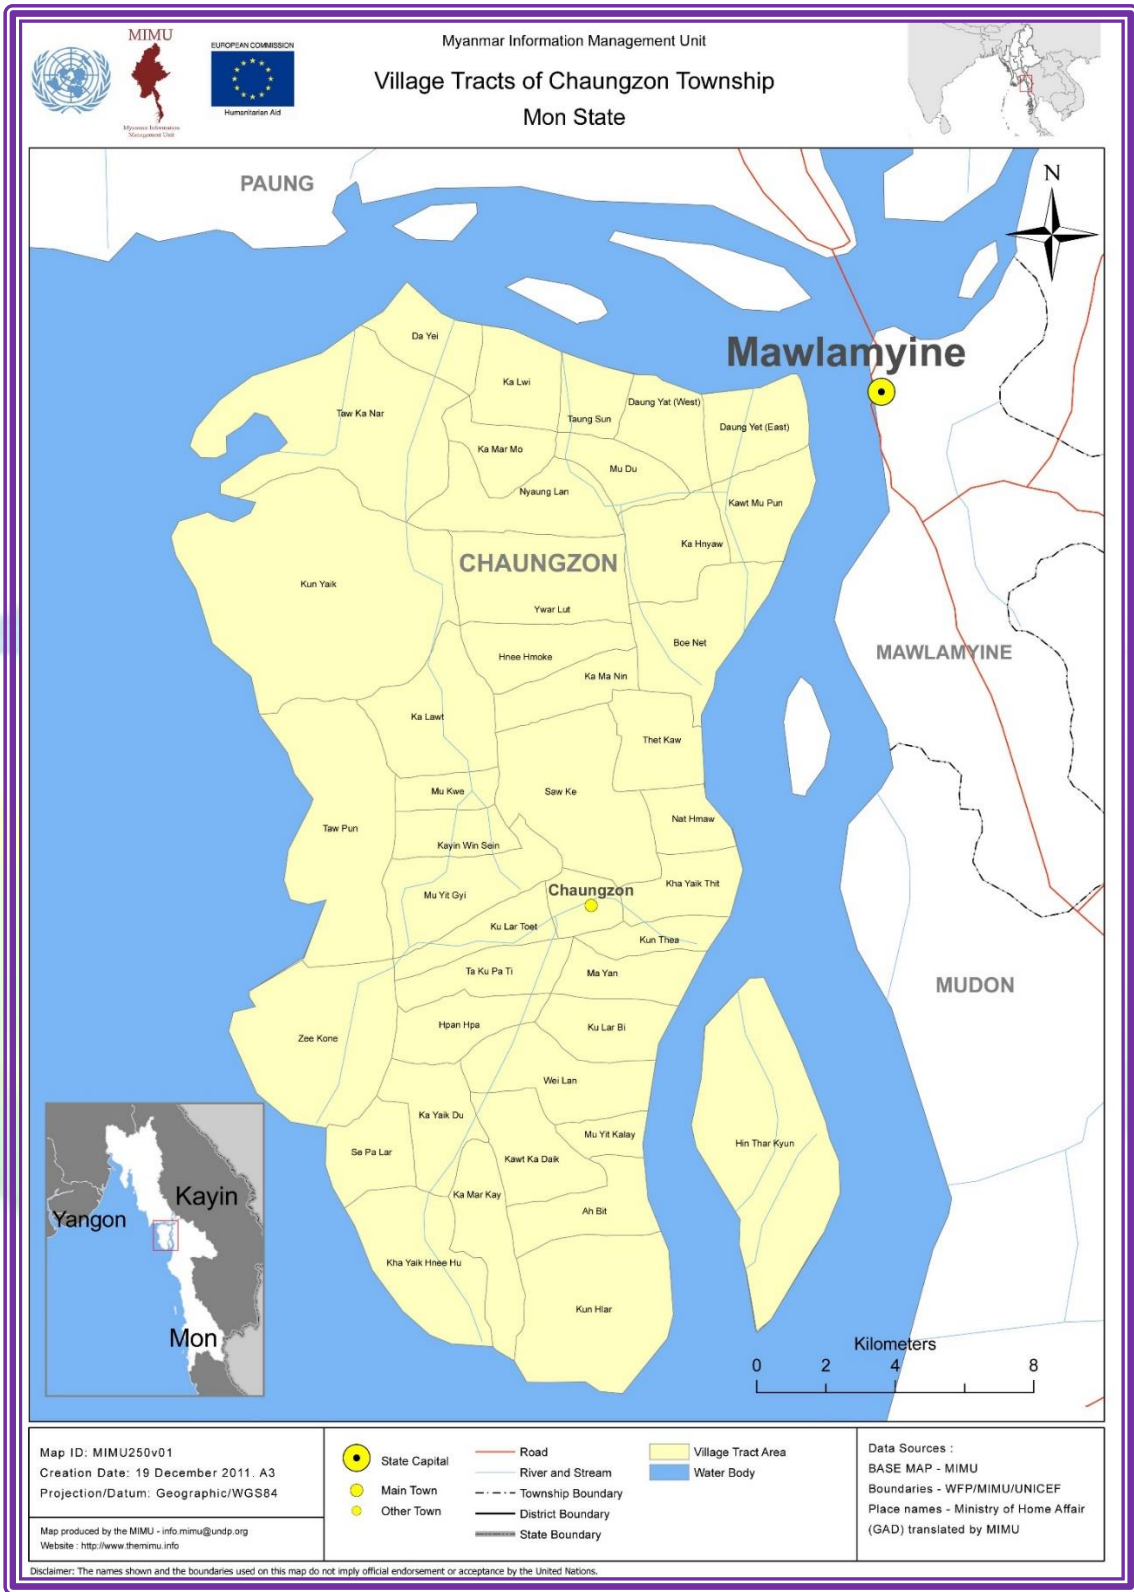 MIMU
Myanmar Information
Management Unit
EUROPEAN COMMISSION
Humanitarian Aid
Myanmar Information Management Unit
Village Tracts of Chaungzon Township
Mon State
PAUNG
N
Mawlamyine
Da Yei
Ka Lwi
Taw Ka Nar
Taung Sun
Daung Yat (West)
Daung Yet (East)
Ka Mar Mo
Mu Du
Nyaung Lan
Kawt Mu Pun
Ka Hnyaw
CHAUNGZON
Kun Yaik
Ywar Lut
Boe Net
MAWLAMYINE
Hnee Hmoke
Ka Ma Nin
Ka Lawt
Thet Kaw
Mu Kwe
Saw Ke
Nat Hmaw
Taw Pun
Kayin Win Sein
Kha Yaik Thit
Chaungzon
Mu Yit Gyi
Ku Lar Toet
Kun Thea
Ta Ku Pa Ti
Ma Yan
MUDON
Hpan Hpa
Ku Lar Bi
Zee Kone
Wei Lan
Ka Yaik Du
Mu Yit Kalay
Hin Thar Kyun
Se Pa Lar
Kawt Ka Daik
Ka Mar Kay
Ah Bit
Kha Yaik Hnee Hu
Kun Hlar
Kayin
Yangon
Mon
Kilometers
0 2 4 8
Map ID: MIMU250v01
Creation Date: 19 December 2011. A3
Projection/Datum: Geographic/WGS84
Map produced by the MIMU - info.mimu@undp.org
Website : http://www.themimu.info
State Capital
Main Town
Other Town
Road
River and Stream
Township Boundary
District Boundary
State Boundary
Village Tract Area
Water Body
Data Sources :
BASE MAP - MIMU
Boundaries - WFP/MIMU/UNICEF
Place names - Ministry of Home Affair
(GAD) translated by MIMU
Disclaimer: The names shown and the boundaries used on this map do not imply official endorsement or acceptance by the United Nations.